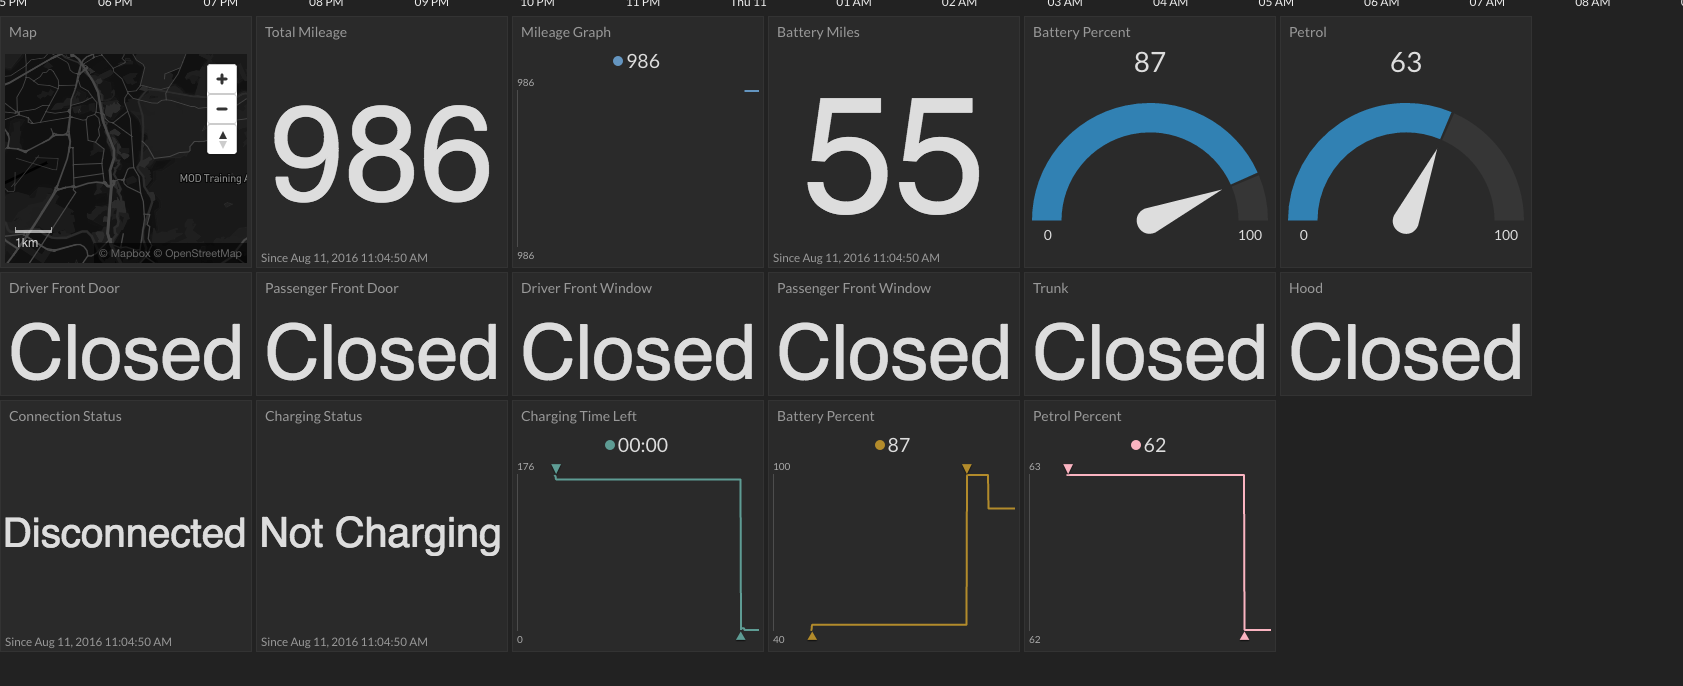 5 PM 06 PM 07 PM 08 PM 09 PM 10 PM 11 PM Thu 11 01 AM 02 AM 03 AM 04 AM 05 AM 06 AM 07 AM 08 AM
Map
MOD Training A
1km
© Mapbox © OpenStreetMap
Total Mileage
986
Since Aug 11, 2016 11:04:50 AM
Mileage Graph
986
986
986
Battery Miles
55
Since Aug 11, 2016 11:04:50 AM
Battery Percent
87
0 100
Petrol
63
0 100
Driver Front Door
Closed
Passenger Front Door
Closed
Driver Front Window
Closed
Passenger Front Window
Closed
Trunk
Closed
Hood
Closed
Connection Status
Disconnected
Since Aug 11, 2016 11:04:50 AM
Charging Status
Not Charging
Since Aug 11, 2016 11:04:50 AM
Charging Time Left
00:00
176
0
Battery Percent
87
100
40
Petrol Percent
62
63
62